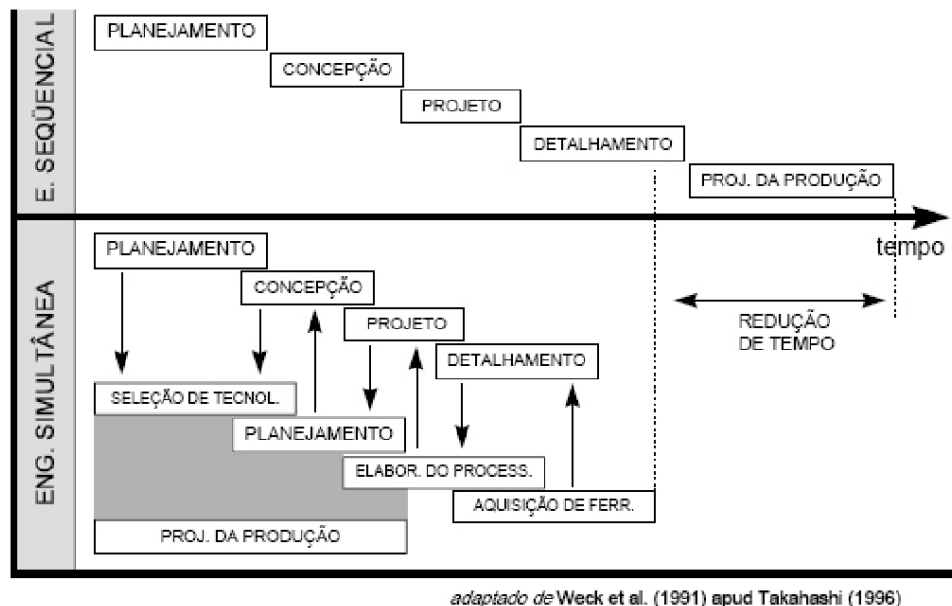 E. SEQÜENCIAL
PLANEJAMENTO
CONCEPÇÃO
PROJETO
DETALHAMENTO
PROJ. DA PRODUÇÃO
tempo
ENG. SIMULTÂNEA
PLANEJAMENTO
CONCEPÇÃO
PROJETO
DETALHAMENTO
REDUÇÃO
DE TEMPO
SELEÇÃO DE TECNOL.
PLANEJAMENTO
ELABOR. DO PROCESS.
AQUISIÇÃO DE FERR.
PROJ. DA PRODUÇÃO
adaptado de Weck et al. (1991) apud Takahashi (1996)